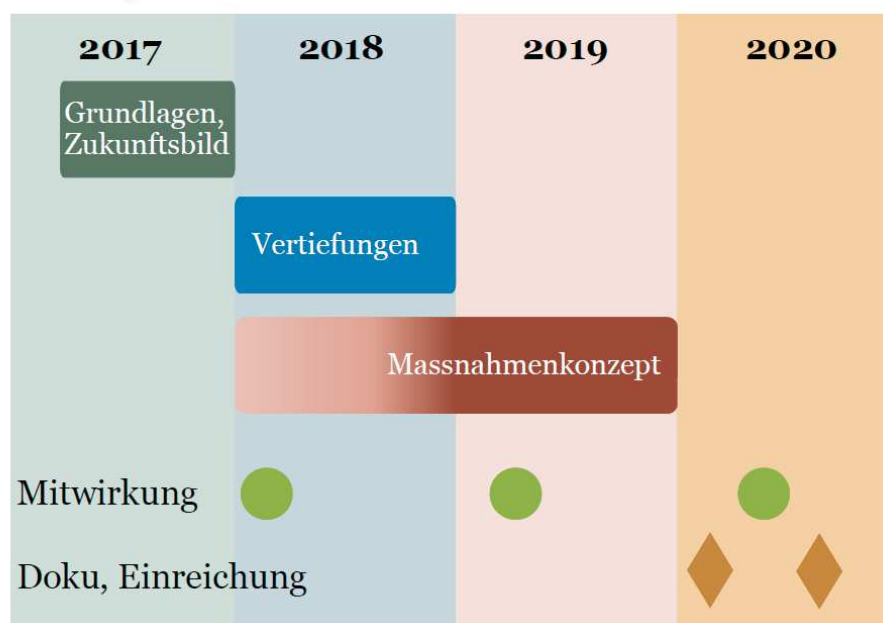 2017 2018 2019 2020
Grundlagen,
Zukunftsbild
Vertiefungen
Massnahmenkonzept
Mitwirkung
Doku, Einreichung